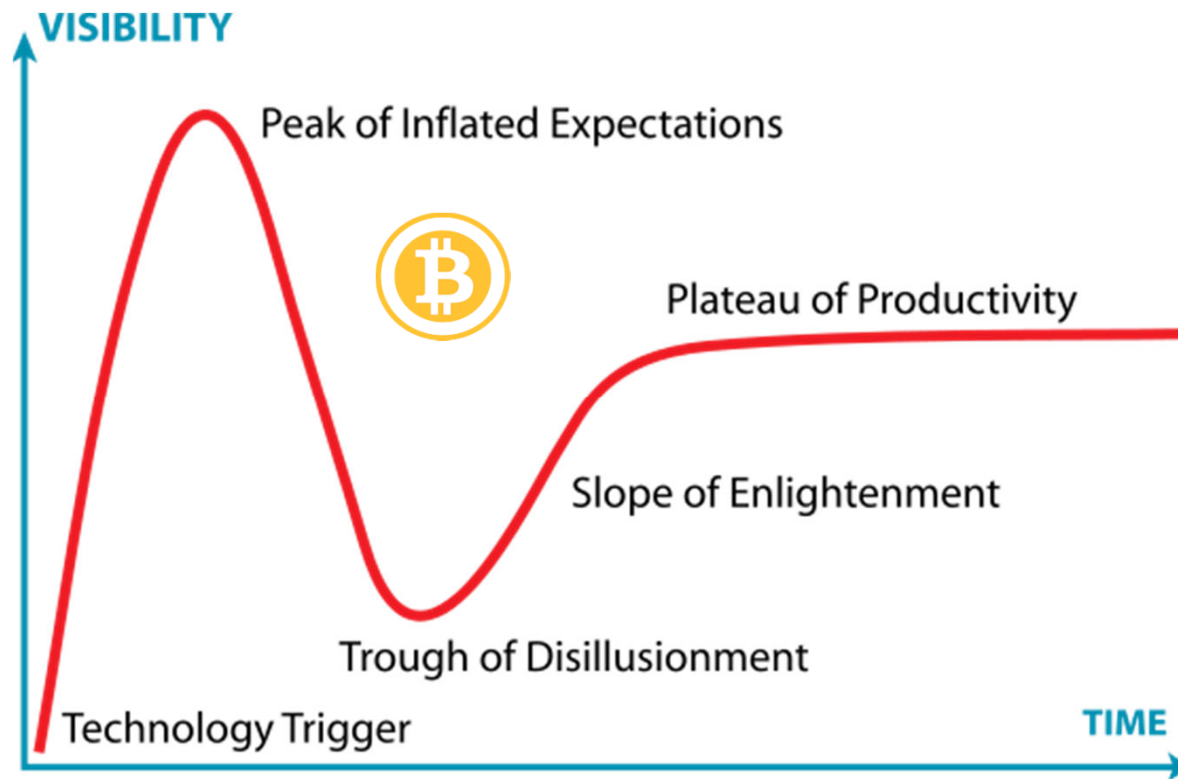 VISIBILITY
Peak of Inflated Expectations
Plateau of Productivity
Slope of Enlightenment
Trough of Disillusionment
Technology Trigger
TIME